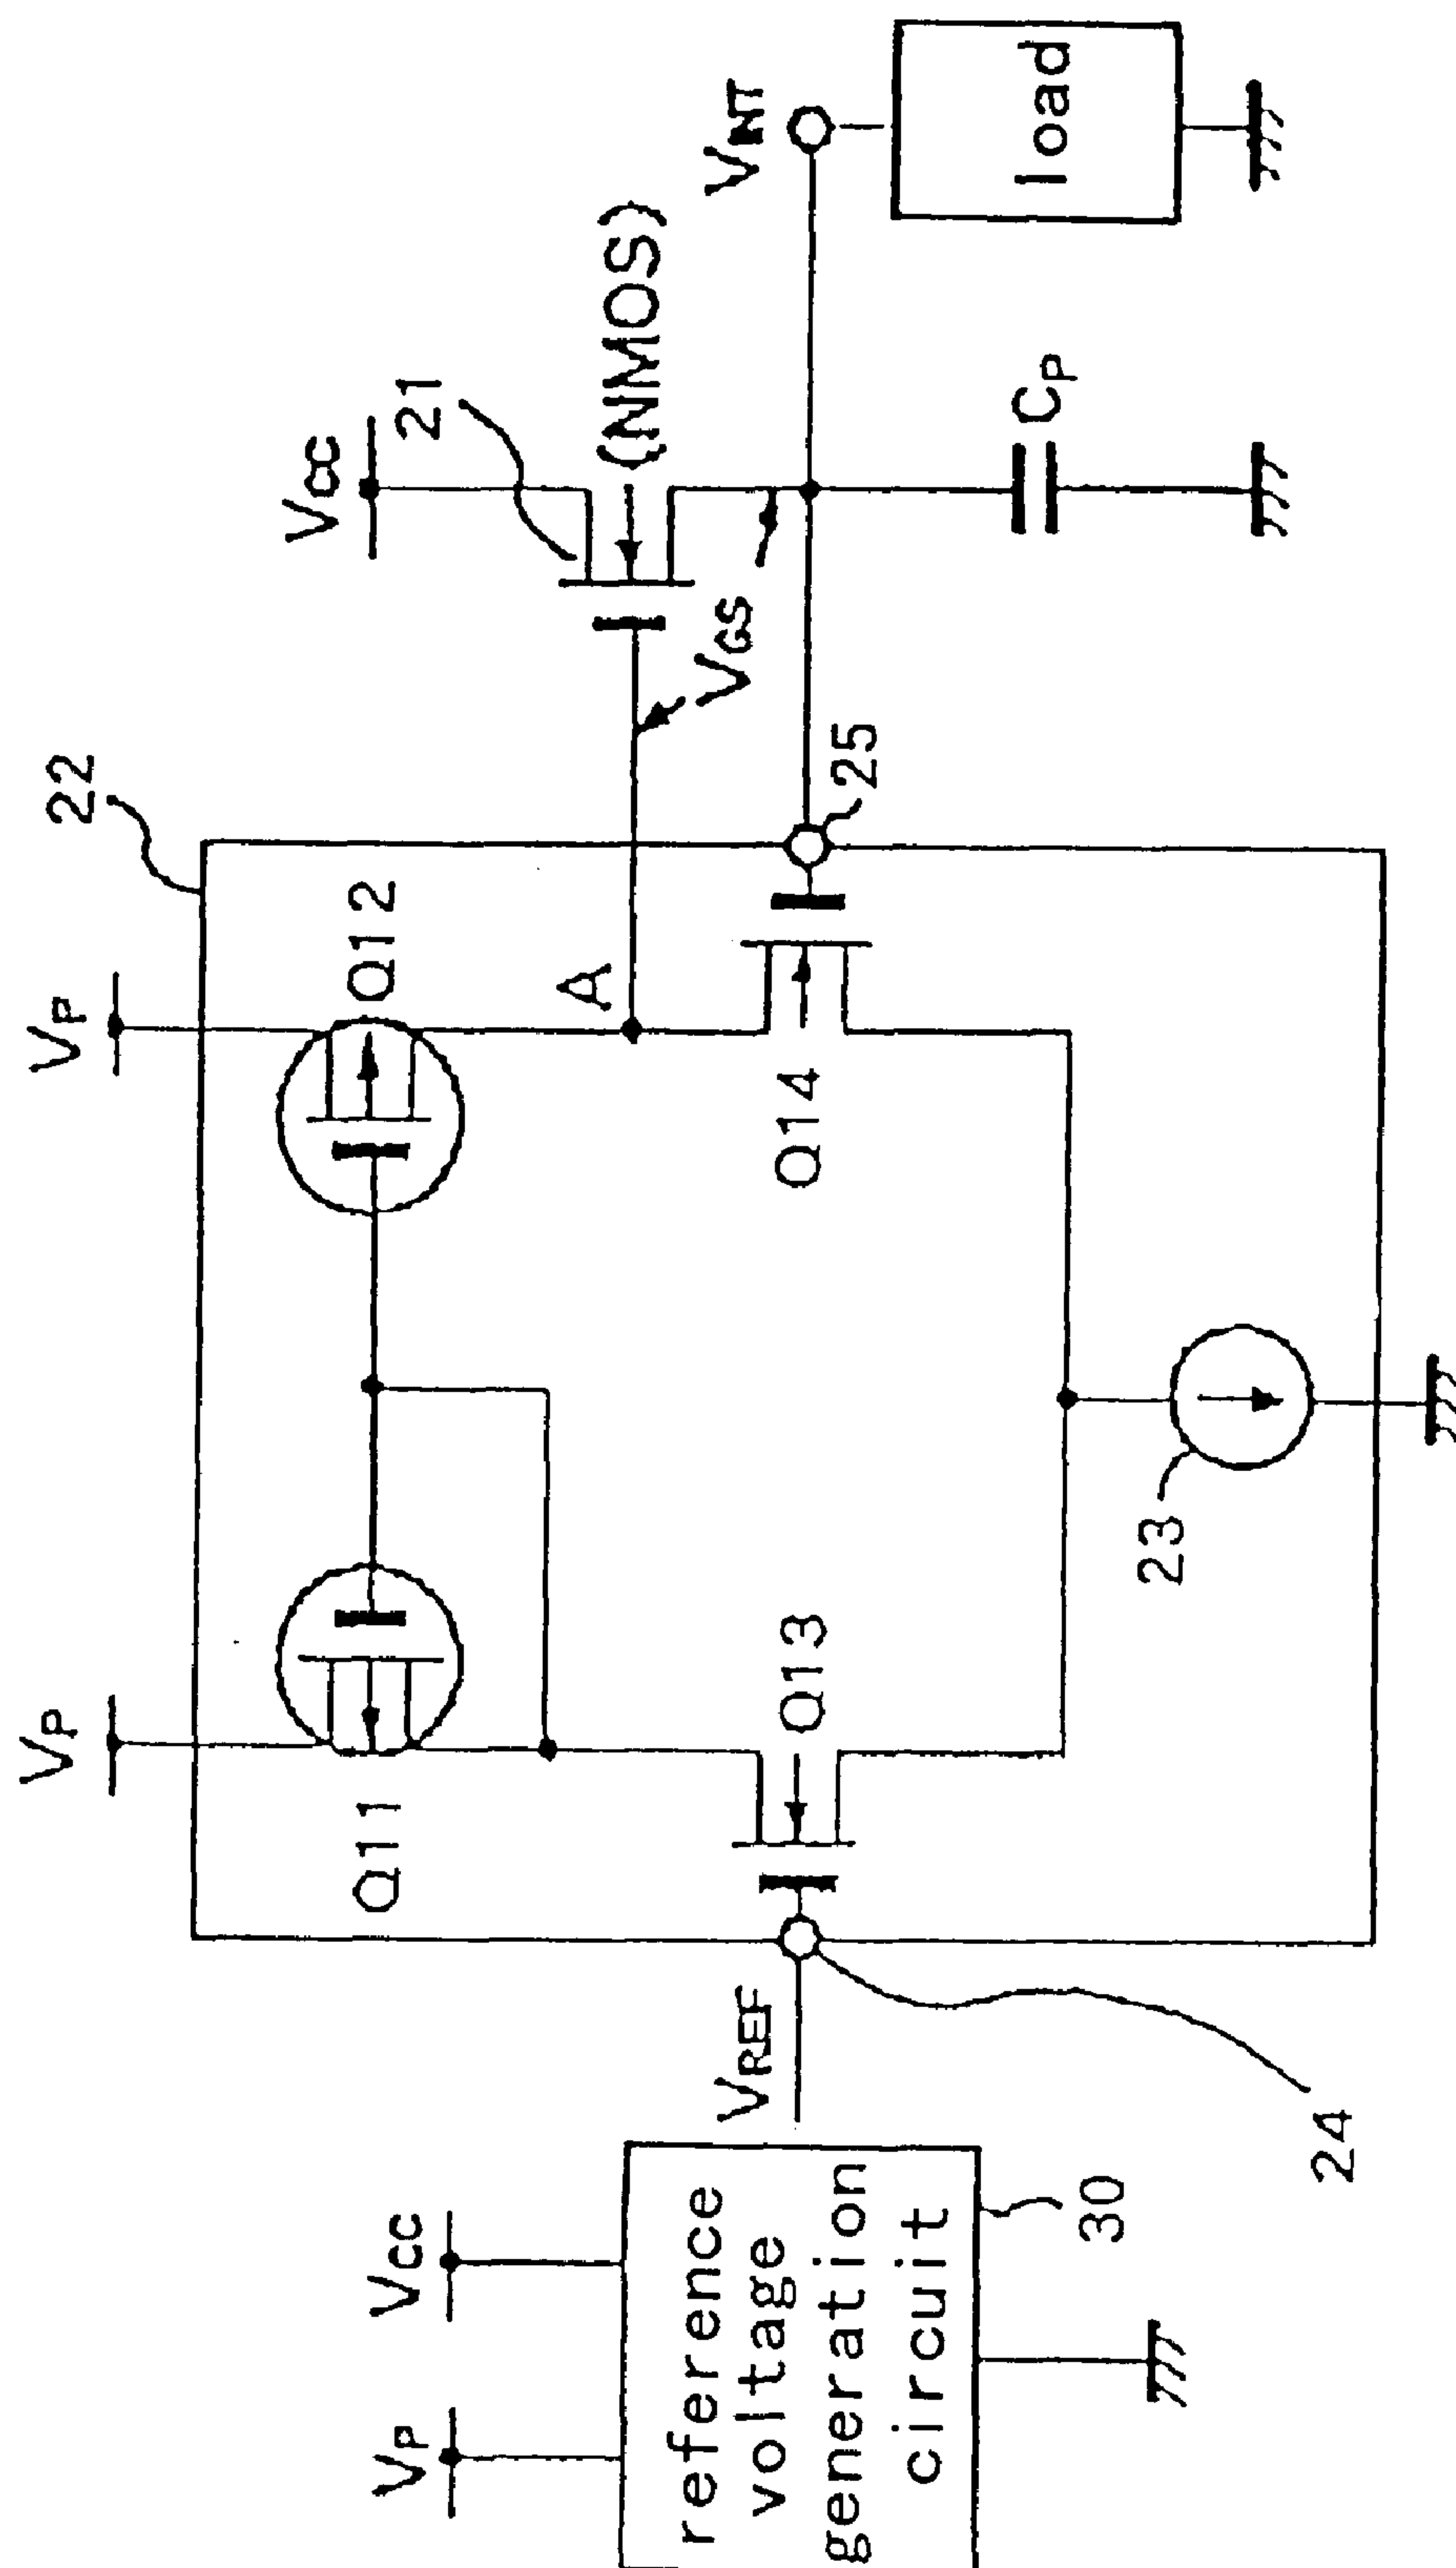 VP
VP
22
VCC
Q11
Q12
21
A
(NMOS)
VGS
VCC
VP
VREF
VINT
Q13
Q14
25
reference
voltage
generation
circuit
load
CP
30
23
24